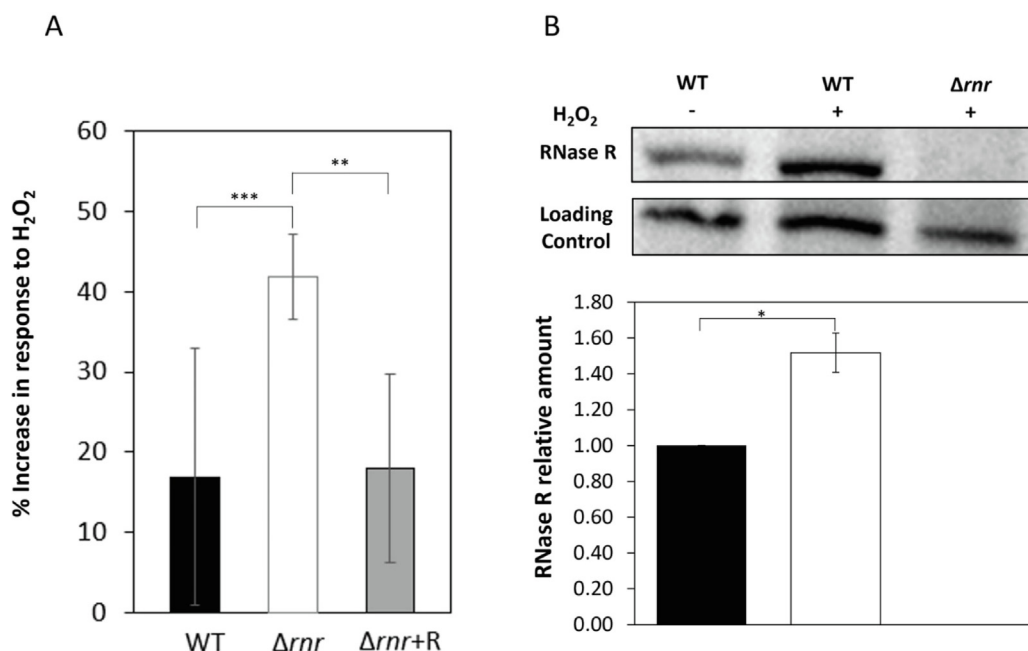 A
% Increase in response to H₂O₂
60
50
40
30
20
10
0
***
**
WT Δrnr Δrnr+R
B
WT WT Δrnr
H₂O₂ - + +
RNase R
Loading
Control
RNase R relative amount
1.80
1.60
1.40
1.20
1.00
0.80
0.60
0.40
0.20
0.00
*